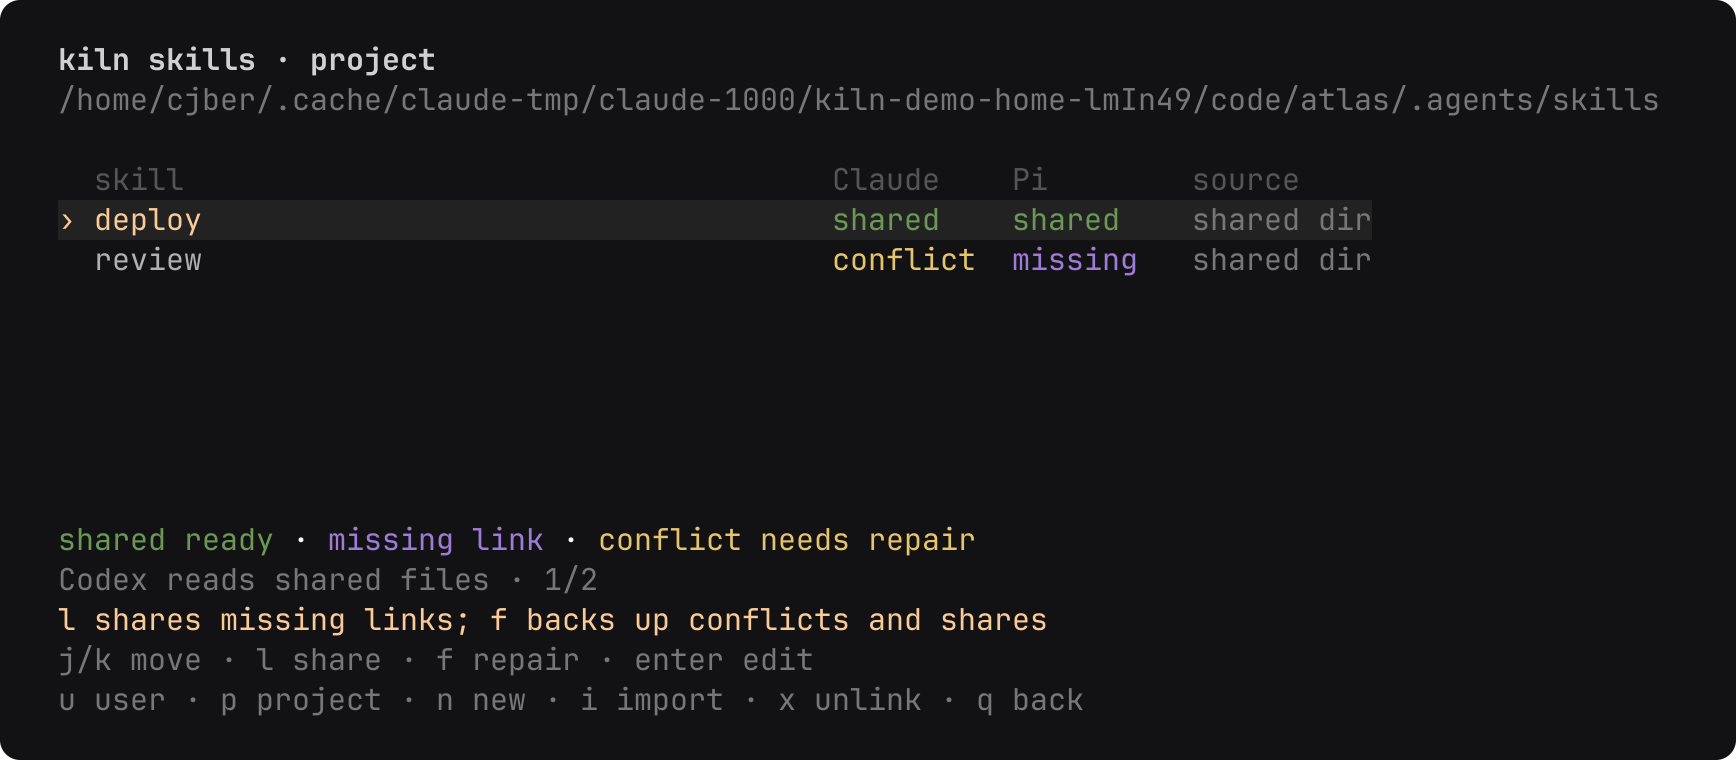 kiln skills · project
/home/cjber/.cache/claude-tmp/claude-1000/kiln-demo-home-lmIn49/code/atlas/.agents/skills
skill Claude Pi source
› deploy shared shared shared dir
review conflict missing shared dir
shared ready · missing link · conflict needs repair
Codex reads shared files · 1/2
l shares missing links; f backs up conflicts and shares
j/k move · l share · f repair · enter edit
u user · p project · n new · i import · x unlink · q back